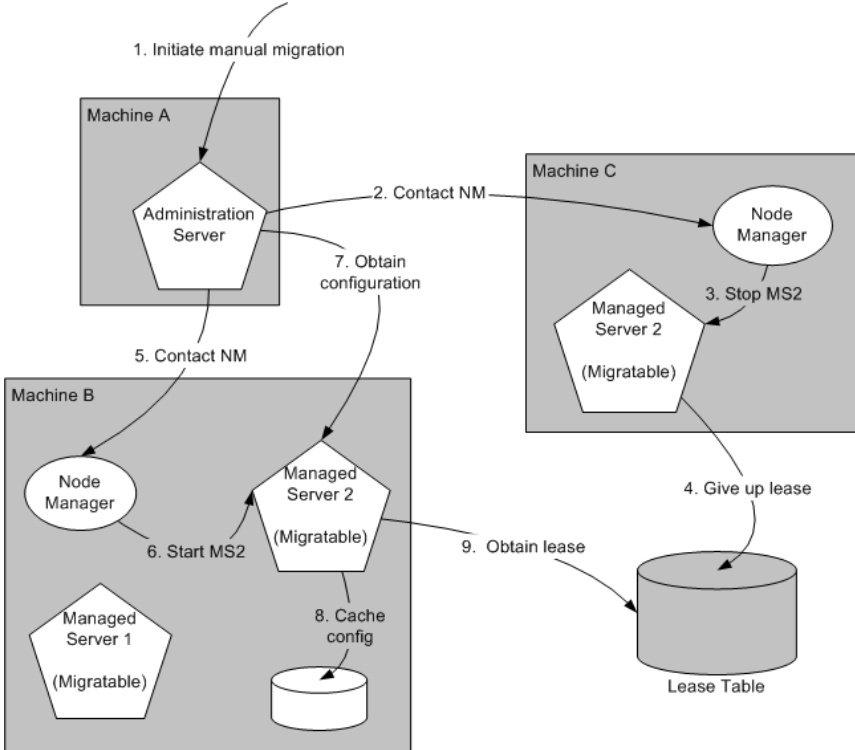 1. Initiate manual migration
Machine A
Administration
Server
2. Contact NM
Machine C
Node
Manager
3. Stop MS2
Managed
Server 2
(Migratable)
4. Give up lease
5. Contact NM
7. Obtain
configuration
Machine B
Node
Manager
6. Start MS2
Managed
Server 2
(Migratable)
8. Cache
config
9. Obtain lease
Managed
Server 1
(Migratable)
Lease Table